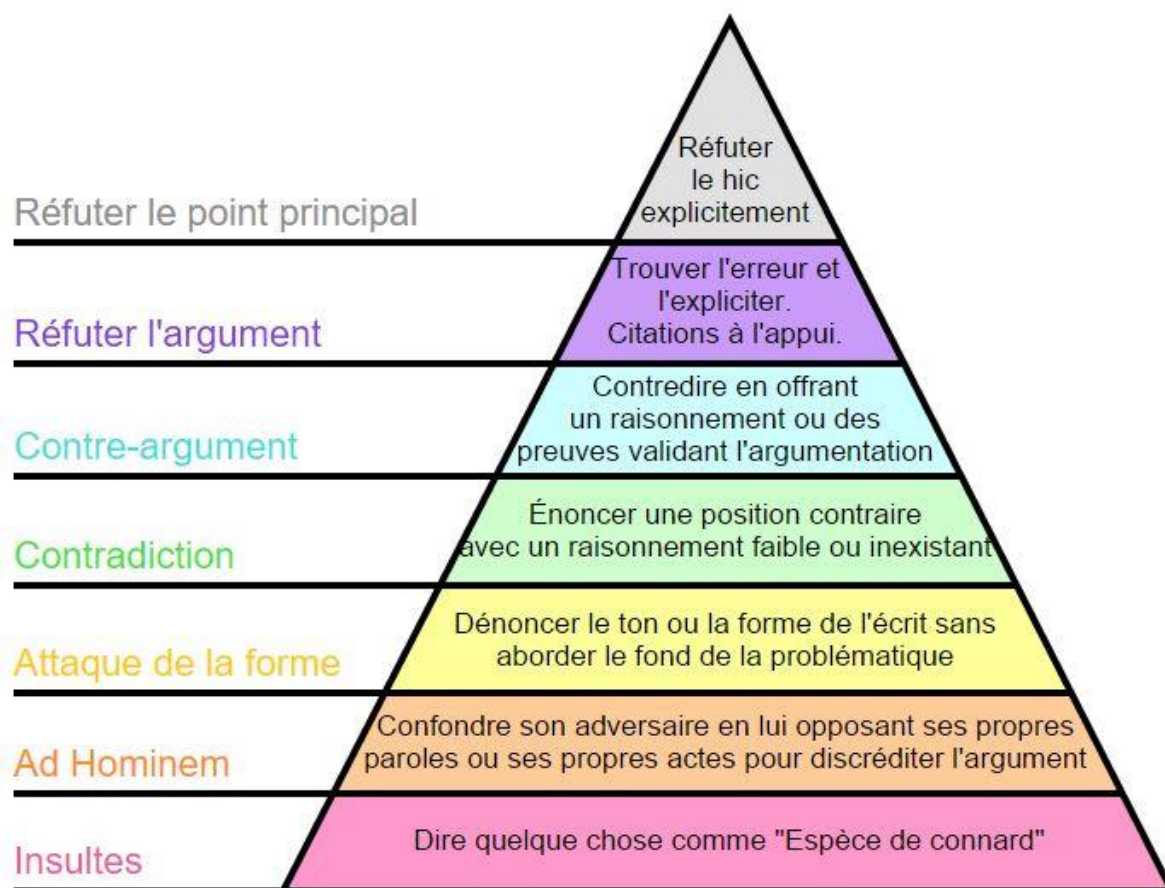 Réfuter
le hic
explicitement
Réfuter le point principal
Trouver l'erreur et
l'expliciter.
Citations à l'appui.
Réfuter l'argument
Contredire en offrant
un raisonnement ou des
preuves validant l'argumentation
Contre-argument
Énoncer une position contraire
avec un raisonnement faible ou inexistant
Contradiction
Dénoncer le ton ou la forme de l'écrit sans
aborder le fond de la problématique
Attaque de la forme
Confondre son adversaire en lui opposant ses propres
paroles ou ses propres actes pour discréditer l'argument
Ad Hominem
Dire quelque chose comme "Espèce de connard"
Insultes